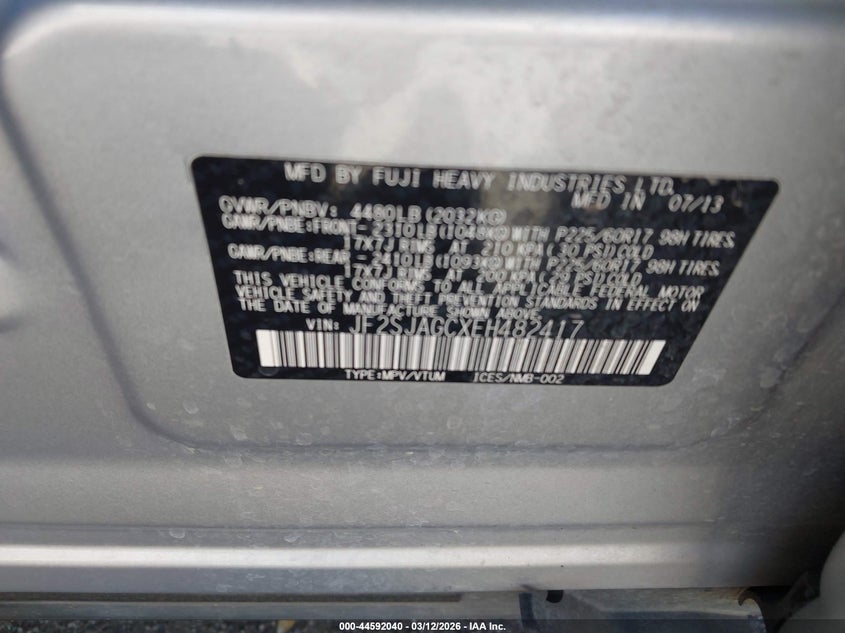 MFD BY FUJI HEAVY INDUSTRIES LTD.
MFD IN 07/13
GVWR/PNBV: 4480LB(2032KG)
GAWR/PNBE:FRONT-2310LB(1048KG)WITH P225/60R17, 98H TIRES
17X7J RIMS AT 210 KPA(30 PSI)COLD
GAWR/PNBE:REAR -2410LB(1093KG)WITH P225/60R17, 98H TIRES
17X7J RIMS AT KPA( PSI)COLD
THIS VEHICLE CONFORMS TO ALL APPLICABLE FEDERAL MOTOR
VEHICLE SAFETY AND THEFT PREVENTION STANDARDS IN EFFECT ON
THE DATE OF MANUFACTURE SHOWN ABOVE.
VIN: JF2SJAGCXEH482417
TYPE:MPV/VTUM ICES/NMB-002
000-44592040 - 03/12/2026 - IAA Inc.